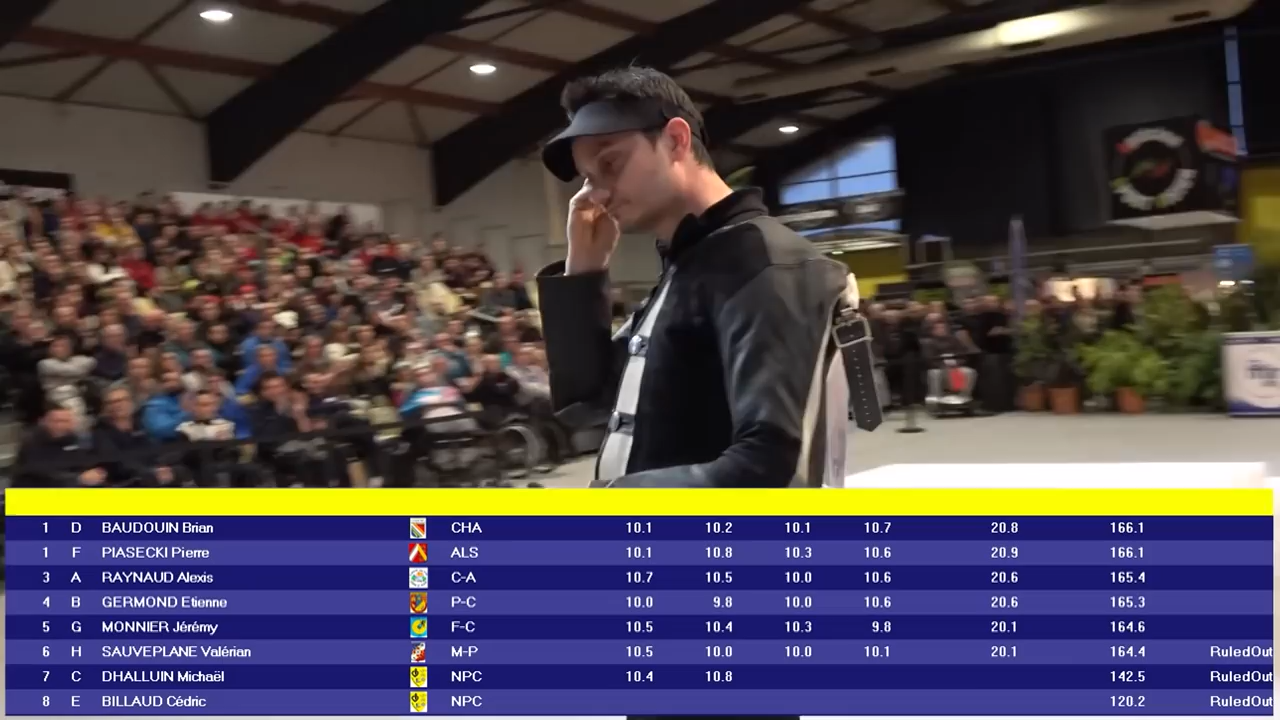 1 D BAUDOUIN Brian CHA 10.1 10.2 10.1 10.7 20.8 166.1
1 F PIASECKI Pierre ALS 10.1 10.8 10.3 10.6 20.9 166.1
3 A RAYNAUD Alexis C-A 10.7 10.5 10.0 10.6 20.6 165.4
4 B GERMOND Etienne P-C 10.0 9.8 10.0 10.6 20.6 165.3
5 G MONNIER Jérémy F-C 10.5 10.4 10.3 9.8 20.1 164.6
6 H SAUVEPLANE Valérian M-P 10.5 10.0 10.0 10.1 20.1 164.4 RuledOut
7 C DHALLUIN Michaël NPC 10.4 10.8 142.5 RuledOut
8 E BILLAUD Cédric NPC 120.2 RuledOut